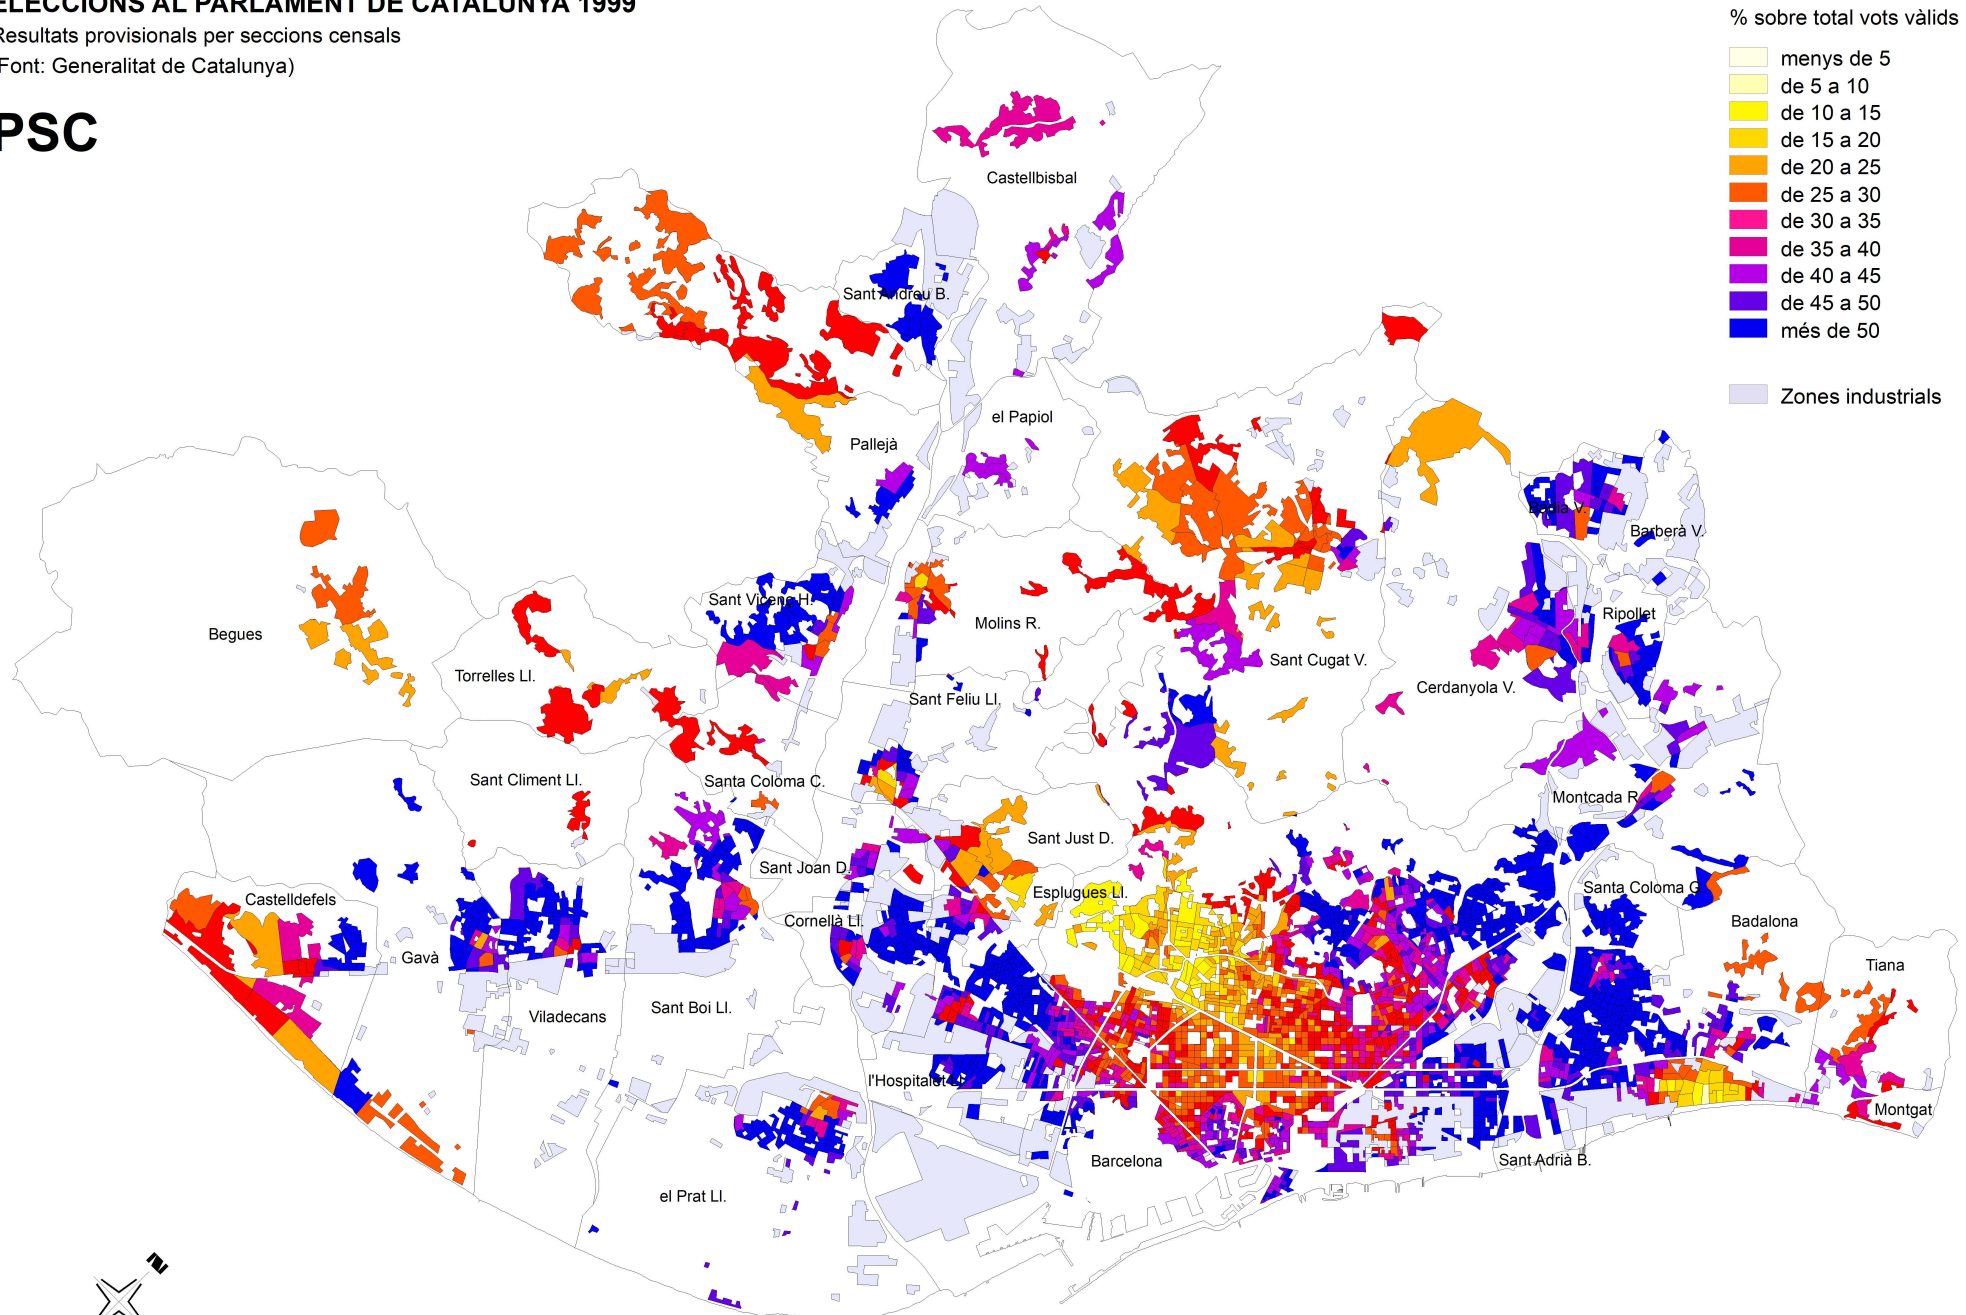 ELECCIONS AL PARLAMENT DE CATALUNYA 1999
Resultats provisionals per seccions censals
(Font: Generalitat de Catalunya)
PSC
% sobre total vots vàlids
menys de 5
de 5 a 10
de 10 a 15
de 15 a 20
de 20 a 25
de 25 a 30
de 30 a 35
de 35 a 40
de 40 a 45
de 45 a 50
més de 50
Zones industrials
Castellbisbal
Sant Andreu B.
el Papiol
Pallejà
Badia V.
Barberà V.
Sant Vicenç H.
Ripollet
Molins R.
Begues
Sant Cugat V.
Torrelles Ll.
Cerdanyola V.
Sant Feliu Ll.
Sant Climent Ll.
Santa Coloma C.
Montcada R.
Sant Just D.
Sant Joan D.
Santa Coloma G.
Esplugues Ll.
Castelldefels
Cornellà Ll.
Badalona
Gavà
Tiana
Sant Boi Ll.
Viladecans
l'Hospitalet Ll.
Montgat
Barcelona
Sant Adrià B.
el Prat Ll.
N